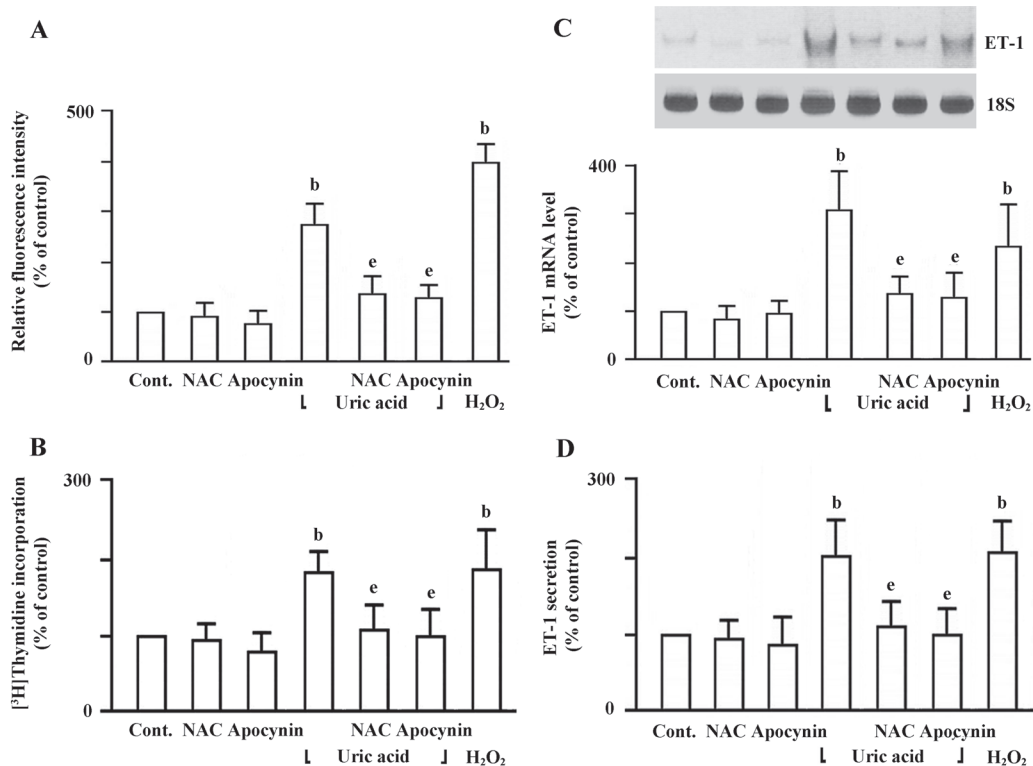 A
500
Relative fluorescence intensity
(% of control)
b
e
e
b
0
Cont. NAC Apocynin NAC Apocynin
Uric acid H₂O₂
C
ET-1
18S
400
ET-1 mRNA level
(% of control)
b
e
e
b
0
Cont. NAC Apocynin NAC Apocynin
Uric acid H₂O₂
B
300
[³H]Thymidine incorporation
(% of control)
b
e
e
b
0
Cont. NAC Apocynin NAC Apocynin
Uric acid H₂O₂
D
300
ET-1 secretion
(% of control)
b
e
e
b
0
Cont. NAC Apocynin NAC Apocynin
Uric acid H₂O₂